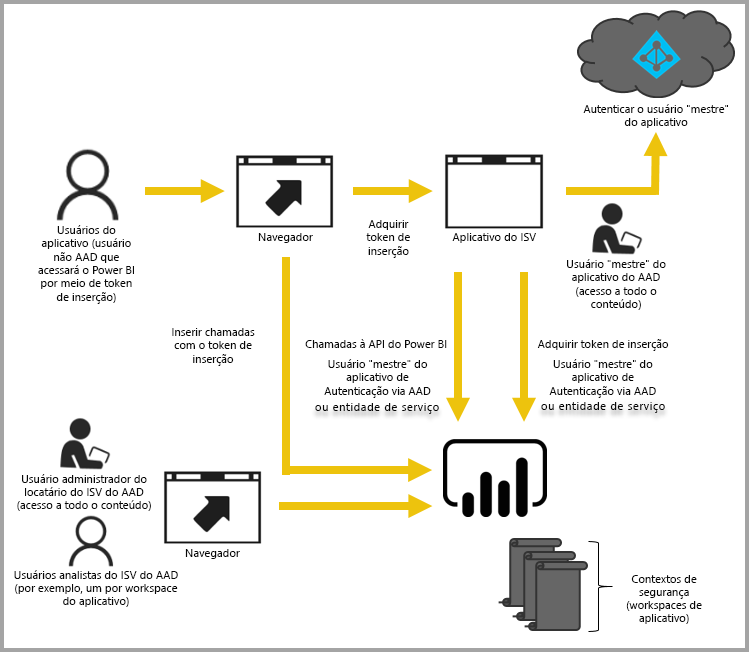 Autenticar o usuário "mestre"
do aplicativo
Usuários do
aplicativo (usuário
não AAD que
acessará o Power BI
por meio de token
de inserção)
Navegador
Adquirir
token de
inserção
Aplicativo do ISV
Usuário "mestre" do
aplicativo do AAD
(acesso a todo o
conteúdo)
Inserir chamadas
com o token de
inserção
Chamadas à API do Power BI
Usuário "mestre" do
aplicativo de
Autenticação via AAD
ou entidade de serviço
Adquirir token de inserção
Usuário "mestre" do
aplicativo de
Autenticação via AAD
ou entidade de serviço
Usuário administrador do
locatário do ISV do AAD
(acesso a todo o conteúdo)
Navegador
Usuários analistas do ISV do AAD
(por exemplo, um por workspace
do aplicativo)
Contextos de
segurança
(workspaces de
aplicativo)